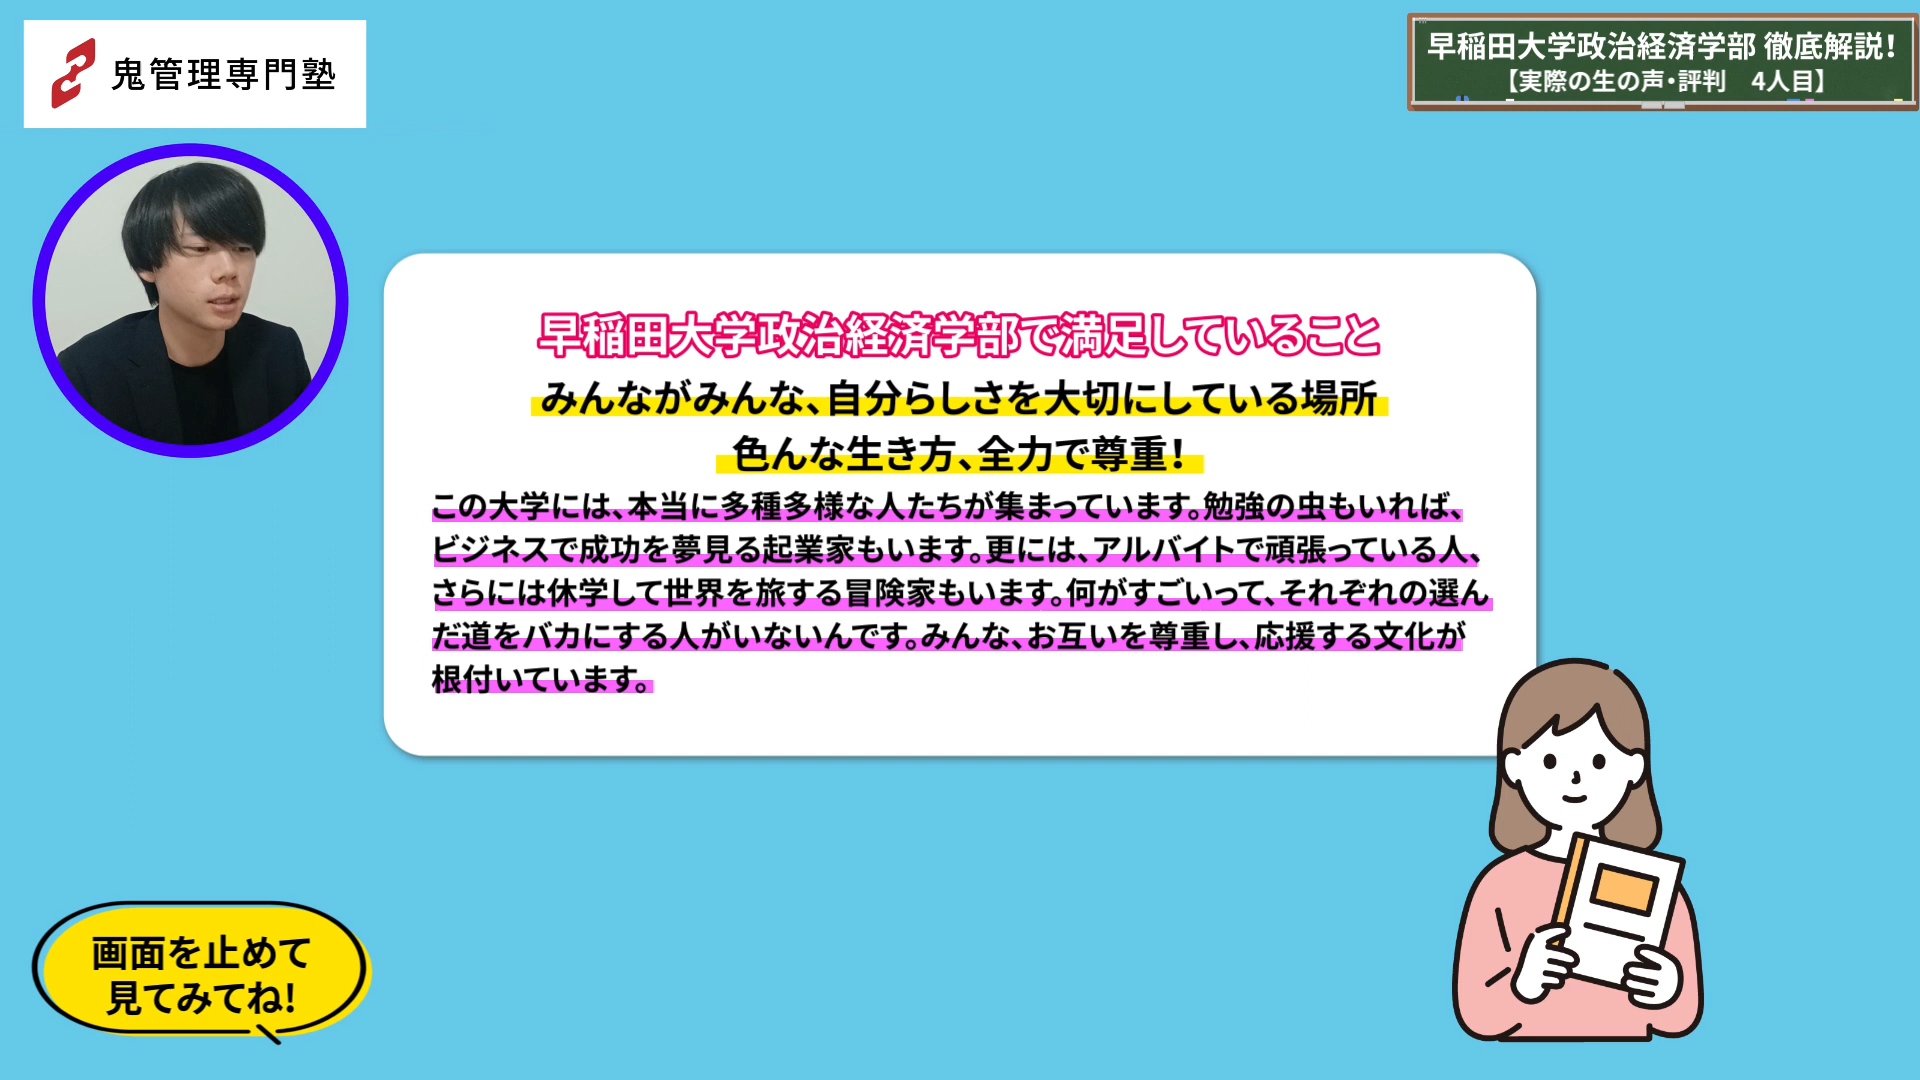 鬼管理専門塾
早稲田大学政治経済学部 徹底解説!
【実際の生の声・評判 4人目】
早稲田大学政治経済学部で満足していること
みんながみんな、自分らしさを大切にしている場所
色んな生き方、全力で尊重!
この大学には、本当に多種多様な人たちが集まっています。勉強の虫もいれば、
ビジネスで成功を夢見る起業家もいます。更には、アルバイトで頑張っている人、
さらには休学して世界を旅する冒険家もいます。何がすごいって、それぞれの選ん
だ道をバカにする人がいないんです。みんな、お互いを尊重し、応援する文化が
根付いています。
画面を止めて
見てみてね!